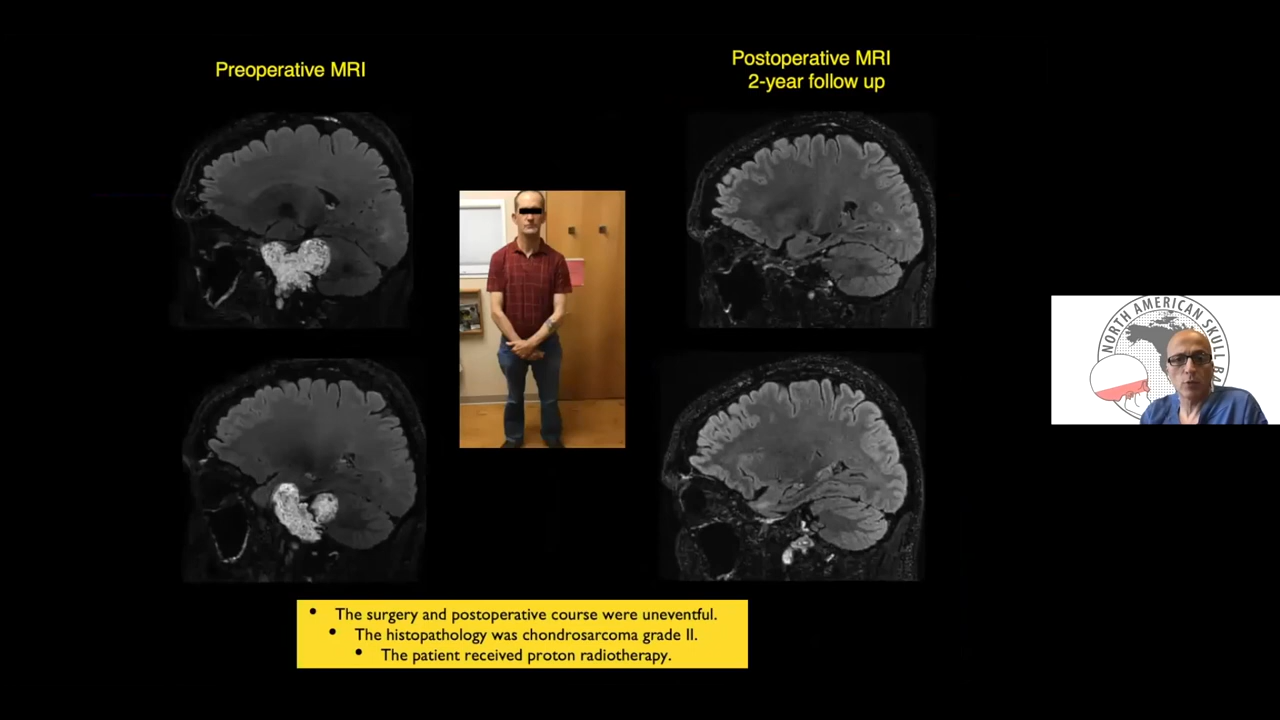 Preoperative MRI
Postoperative MRI
2-year follow up
NORTH AMERICAN SKULL BA
• The surgery and postoperative course were uneventful.
• The histopathology was chondrosarcoma grade II.
• The patient received proton radiotherapy.